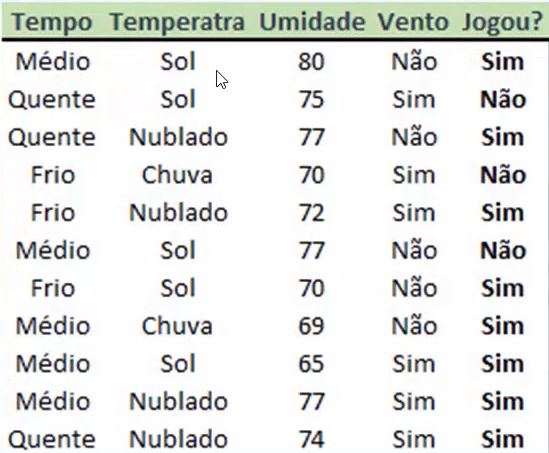 Tempo Temperatra Umidade Vento Jogou?
Médio Sol 80 Não Sim
Quente Sol 75 Sim Não
Quente Nublado 77 Não Sim
Frio Chuva 70 Sim Não
Frio Nublado 72 Sim Sim
Médio Sol 77 Não Não
Frio Sol 70 Não Sim
Médio Chuva 69 Não Sim
Médio Sol 65 Sim Sim
Médio Nublado 77 Sim Sim
Quente Nublado 74 Sim Sim